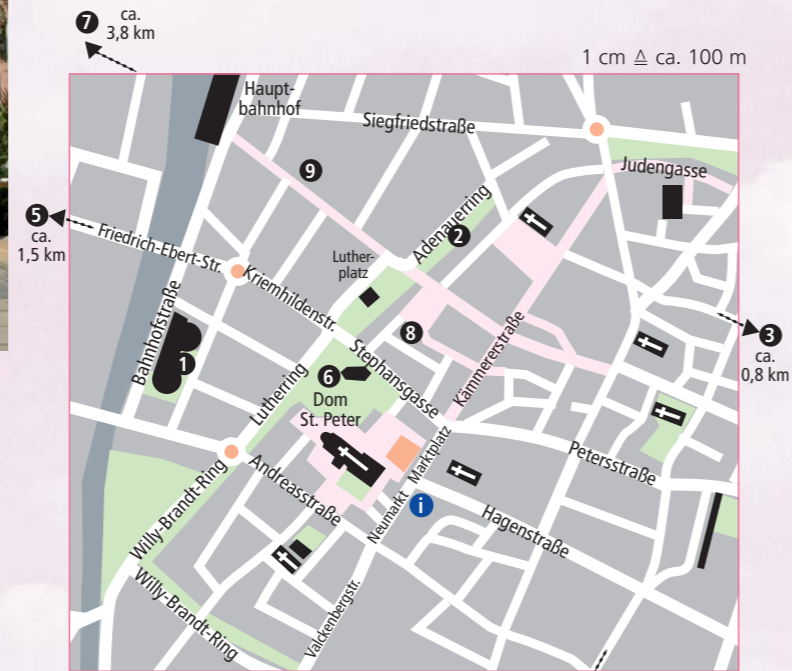 7
ca.
3,8 km
1 cm ≙ ca. 100 m
Haupt-
bahnhof
Siegfriedstraße
Judengasse
9
5
ca.
1,5 km
Friedrich-Ebert-Str.
Kriemhildenstr.
Luther-
platz
Adenauerring
2
Bahnhofstraße
1
8
3
ca.
0,8 km
Lutherring
Stephansgasse
Kämmererstraße
6
Dom
St. Peter
Marktplatz
Petersstraße
Andreasstraße
Neumarkt
i
Hagenstraße
Willy-Brandt-Ring
Willy-Brandt-Ring
Valckenbergstr.